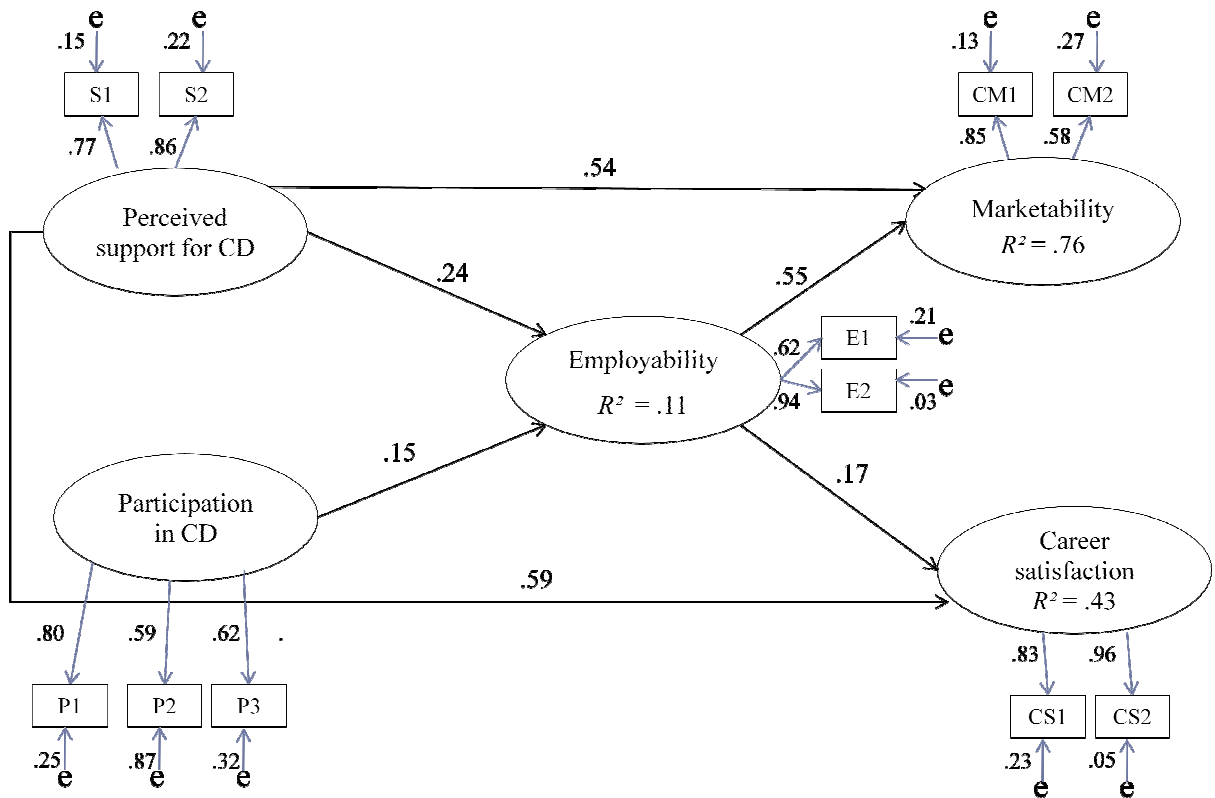 e e e e
.15 .22 .13 .27
S1 S2 CM1 CM2
.77 .86 .85 .58
.54
Perceived
support for CD
Marketability
R² = .76
.24
.55
.21
E1 e
.62
Employability
R² = .11
E2 e
.94 .03
.15
.17
Participation
in CD
Career
satisfaction
R² = .43
.59
.80 .59 .62 .
.83 .96
P1 P2 P3
CS1 CS2
.25 .87 .32
e e e
.23 .05
e e